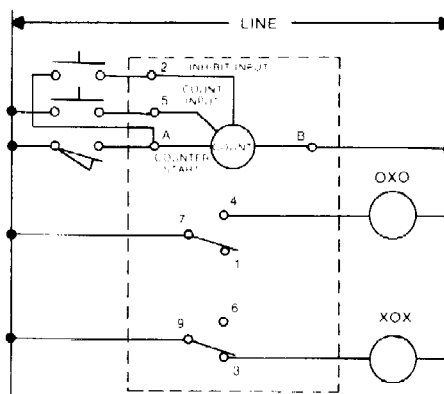 LINE
2
INHIBIT INPUT
5
COUNT
INPUT
A
COUNT
B
COUNTER
START
OXO
4
7
1
XOX
6
9
3